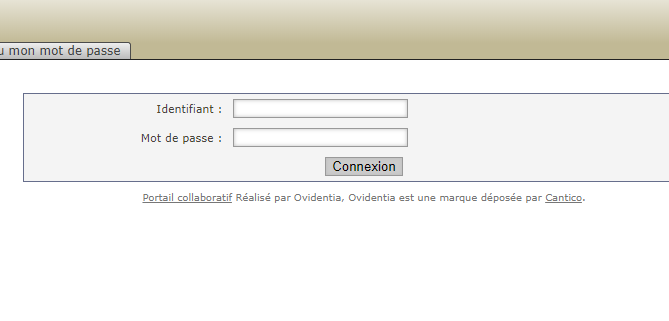 u mon mot de passe
Identifiant :
Mot de passe :
Connexion
Portail collaboratif Réalisé par Ovidentia, Ovidentia est une marque déposée par Cantico.